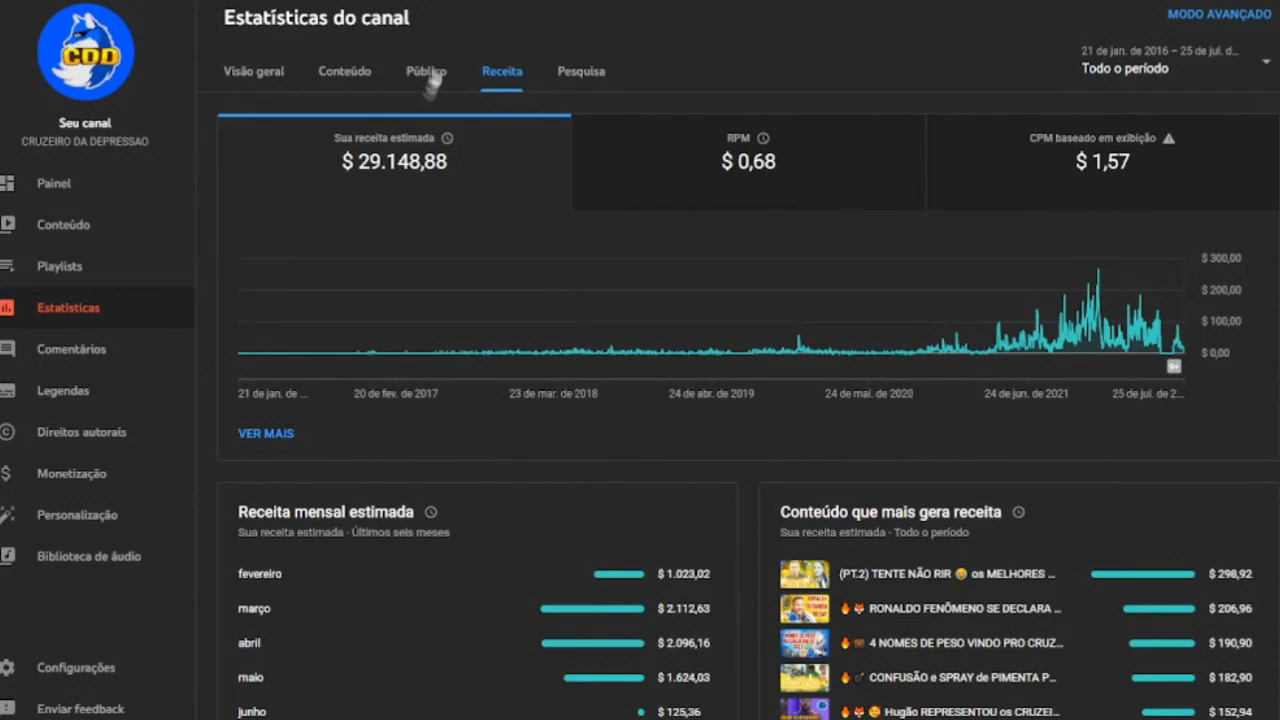 Estatísticas do canal
MODO AVANÇADO
CDD
Seu canal
CRUZEIRO DA DEPRESSAO
Painel
Conteúdo
Playlists
Estatísticas
Comentários
Legendas
Direitos autorais
Monetização
Personalização
Biblioteca de áudio
Configurações
Enviar feedback
Visão geral
Conteúdo
Público
Receita
Pesquisa
21 de jan. de 2016 – 25 de jul. d...
Todo o período
Sua receita estimada
$ 29.148,88
RPM
$ 0,68
CPM baseado em exibição
$ 1,57
$ 300,00
$ 200,00
$ 100,00
$ 0,00
9+
21 de jan. de ...
20 de fev. de 2017
23 de mar. de 2018
24 de abr. de 2019
24 de mai. de 2020
24 de jun. de 2021
25 de jul. de 2...
VER MAIS
Receita mensal estimada
Sua receita estimada · Últimos seis meses
fevereiro $ 1.023,02
março $ 2.112,63
abril $ 2.096,16
maio $ 1.624,03
junho $ 125,36
Conteúdo que mais gera receita
Sua receita estimada · Todo o período
(PT.2) TENTE NÃO RIR 😂 os MELHORES ... $ 298,92
🔥🦊 RONALDO FENÔMENO SE DECLARA ... $ 206,96
🔥💼 4 NOMES DE PESO VINDO PRO CRUZ... $ 190,90
🔥💣 CONFUSÃO e SPRAY de PIMENTA P... $ 182,90
🔥🦊🥰 Hugão REPRESENTOU os CRUZEI... $ 152,94